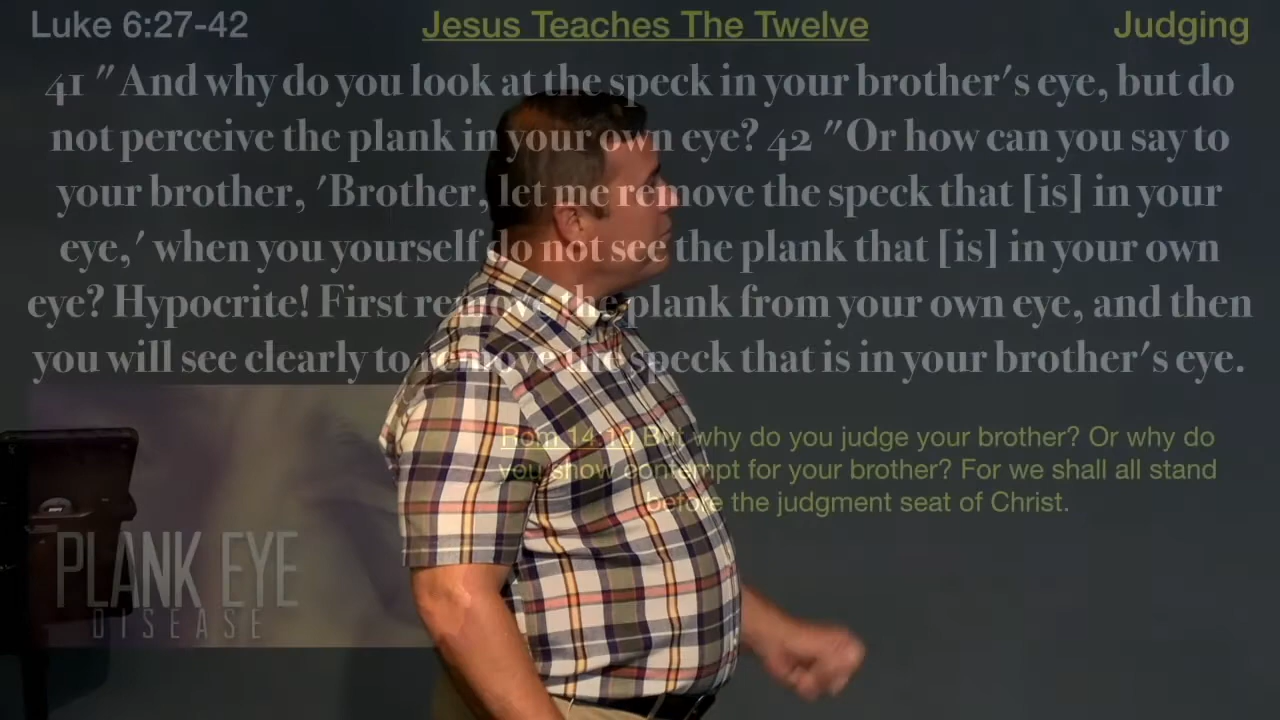 Luke 6:27-42 Jesus Teaches The Twelve Judging
41 "And why do you look at the speck in your brother's eye, but do
not perceive the plank in your own eye? 42 "Or how can you say to
your brother, 'Brother, let me remove the speck that [is] in your
eye,' when you yourself do not see the plank that [is] in your own
eye? Hypocrite! First remove the plank from your own eye, and then
you will see clearly to remove the speck that is in your brother's eye.
Rom 14:10 But why do you judge your brother? Or why do
you show contempt for your brother? For we shall all stand
before the judgment seat of Christ.
PLANK EYE
DISEASE